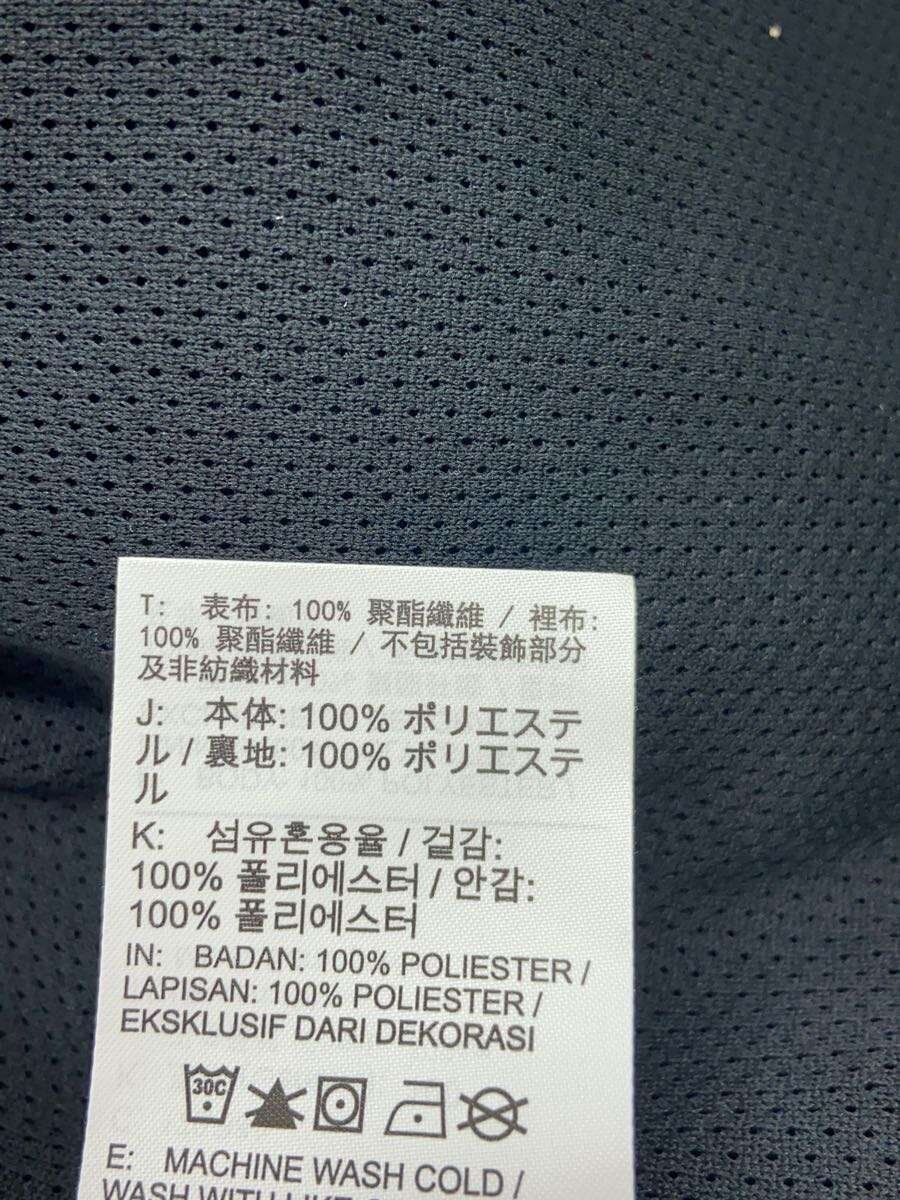 T: 表布: 100% 聚酯纖維 / 裡布:
100% 聚酯纖維 / 不包括裝飾部分
及非紡織材料
J: 本体: 100% ポリエステ
ル / 裏地: 100% ポリエステ
ル
K: 섬유혼용율 / 겉감:
100% 폴리에스터 / 안감:
100% 폴리에스터
IN: BADAN: 100% POLIESTER /
LAPISAN: 100% POLIESTER /
EKSKLUSIF DARI DEKORASI
30C
E: MACHINE WASH COLD /
WASH WITH LIKE